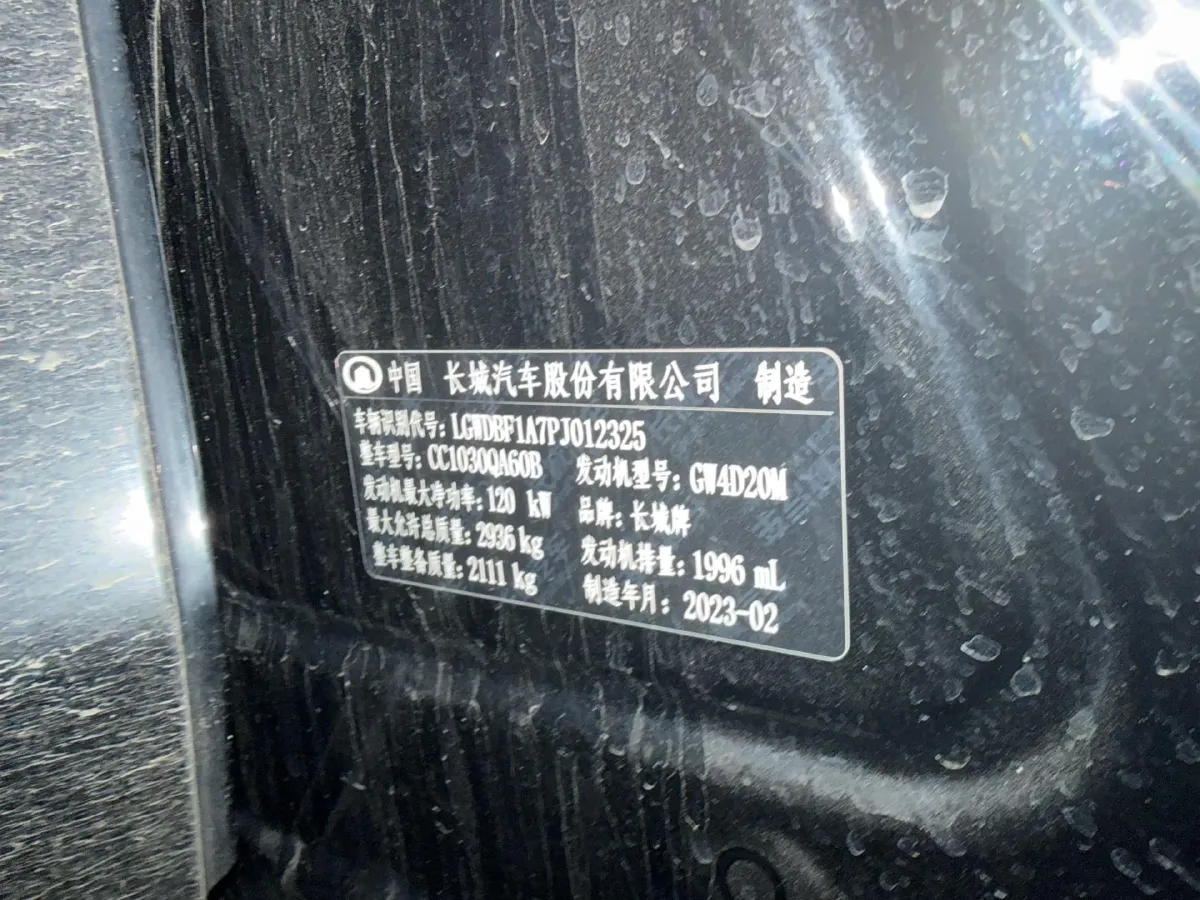 中国 长城汽车股份有限公司 制造
车辆识别代号: LGWDBF1A7PJ012325
整车型号: CC1030QA60B 发动机型号: GW4D20M
发动机最大净功率: 120 kW 品牌: 长城牌
最大允许总质量: 2936 kg 发动机排量: 1996 mL
整车整备质量: 2111 kg 制造年月: 2023-02